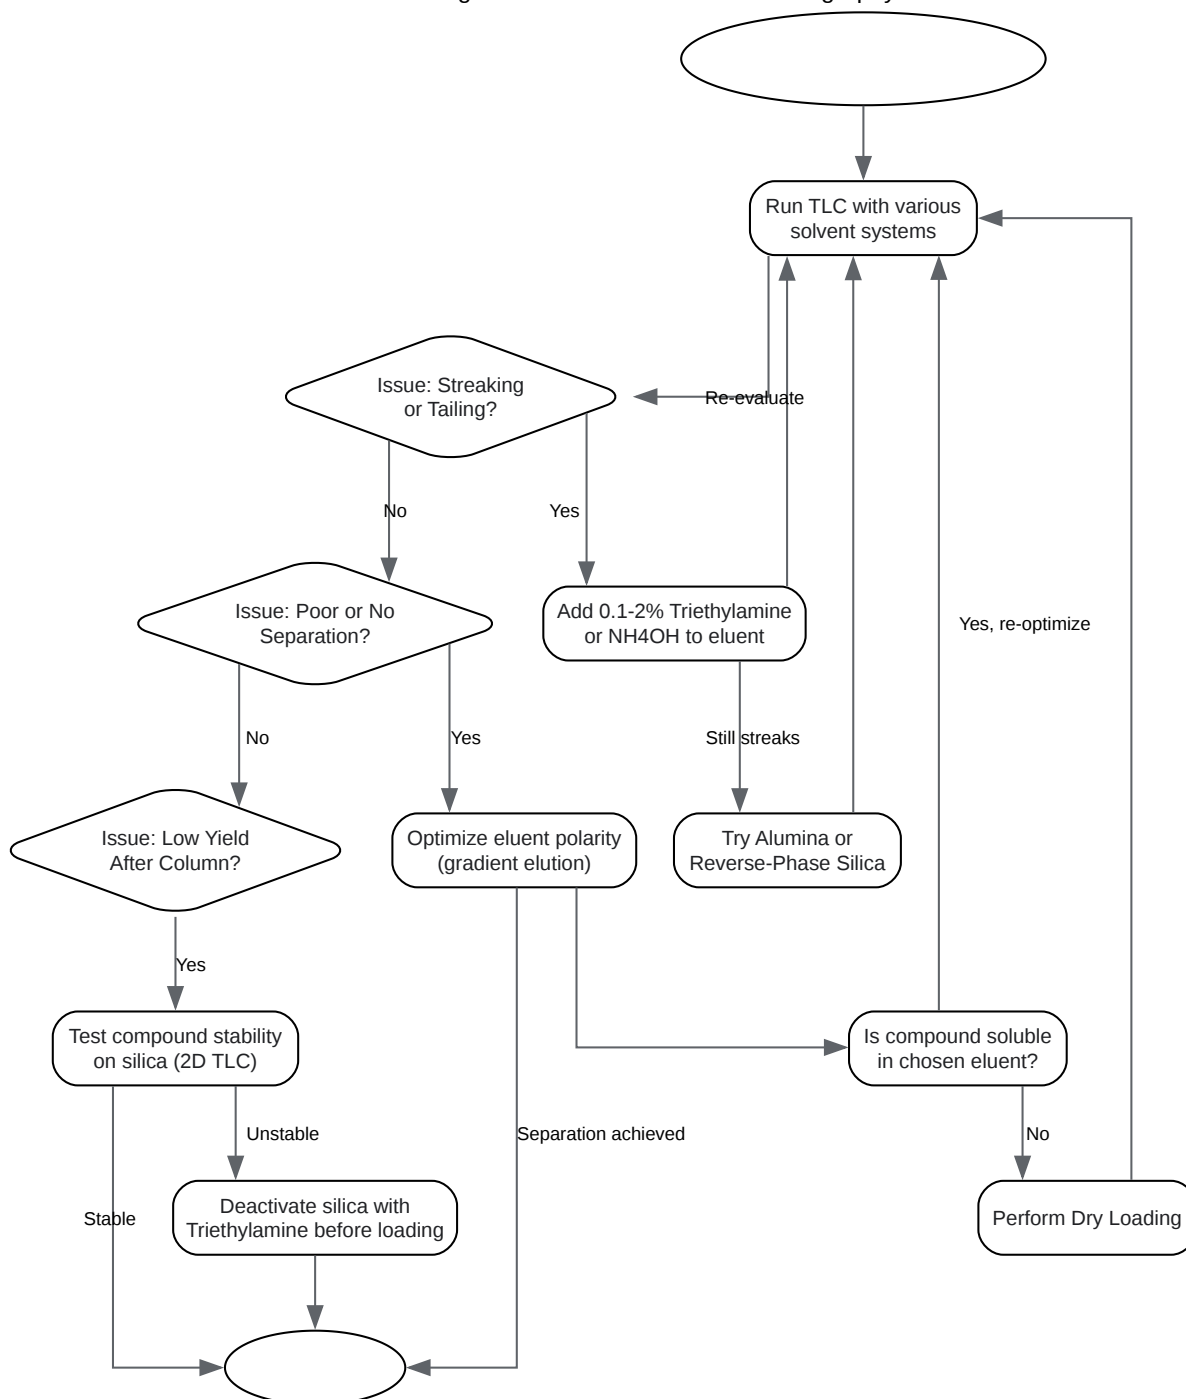 Run TLC with various
solvent systems
Issue: Streaking
or Tailing?
Re-evaluate
No
Yes
Issue: Poor or No
Separation?
Add 0.1-2% Triethylamine
or NH4OH to eluent
Yes, re-optimize
No
Yes
Still streaks
Issue: Low Yield
After Column?
Optimize eluent polarity
(gradient elution)
Try Alumina or
Reverse-Phase Silica
Yes
Test compound stability
on silica (2D TLC)
Is compound soluble
in chosen eluent?
Unstable
Separation achieved
No
Stable
Deactivate silica with
Triethylamine before loading
Perform Dry Loading